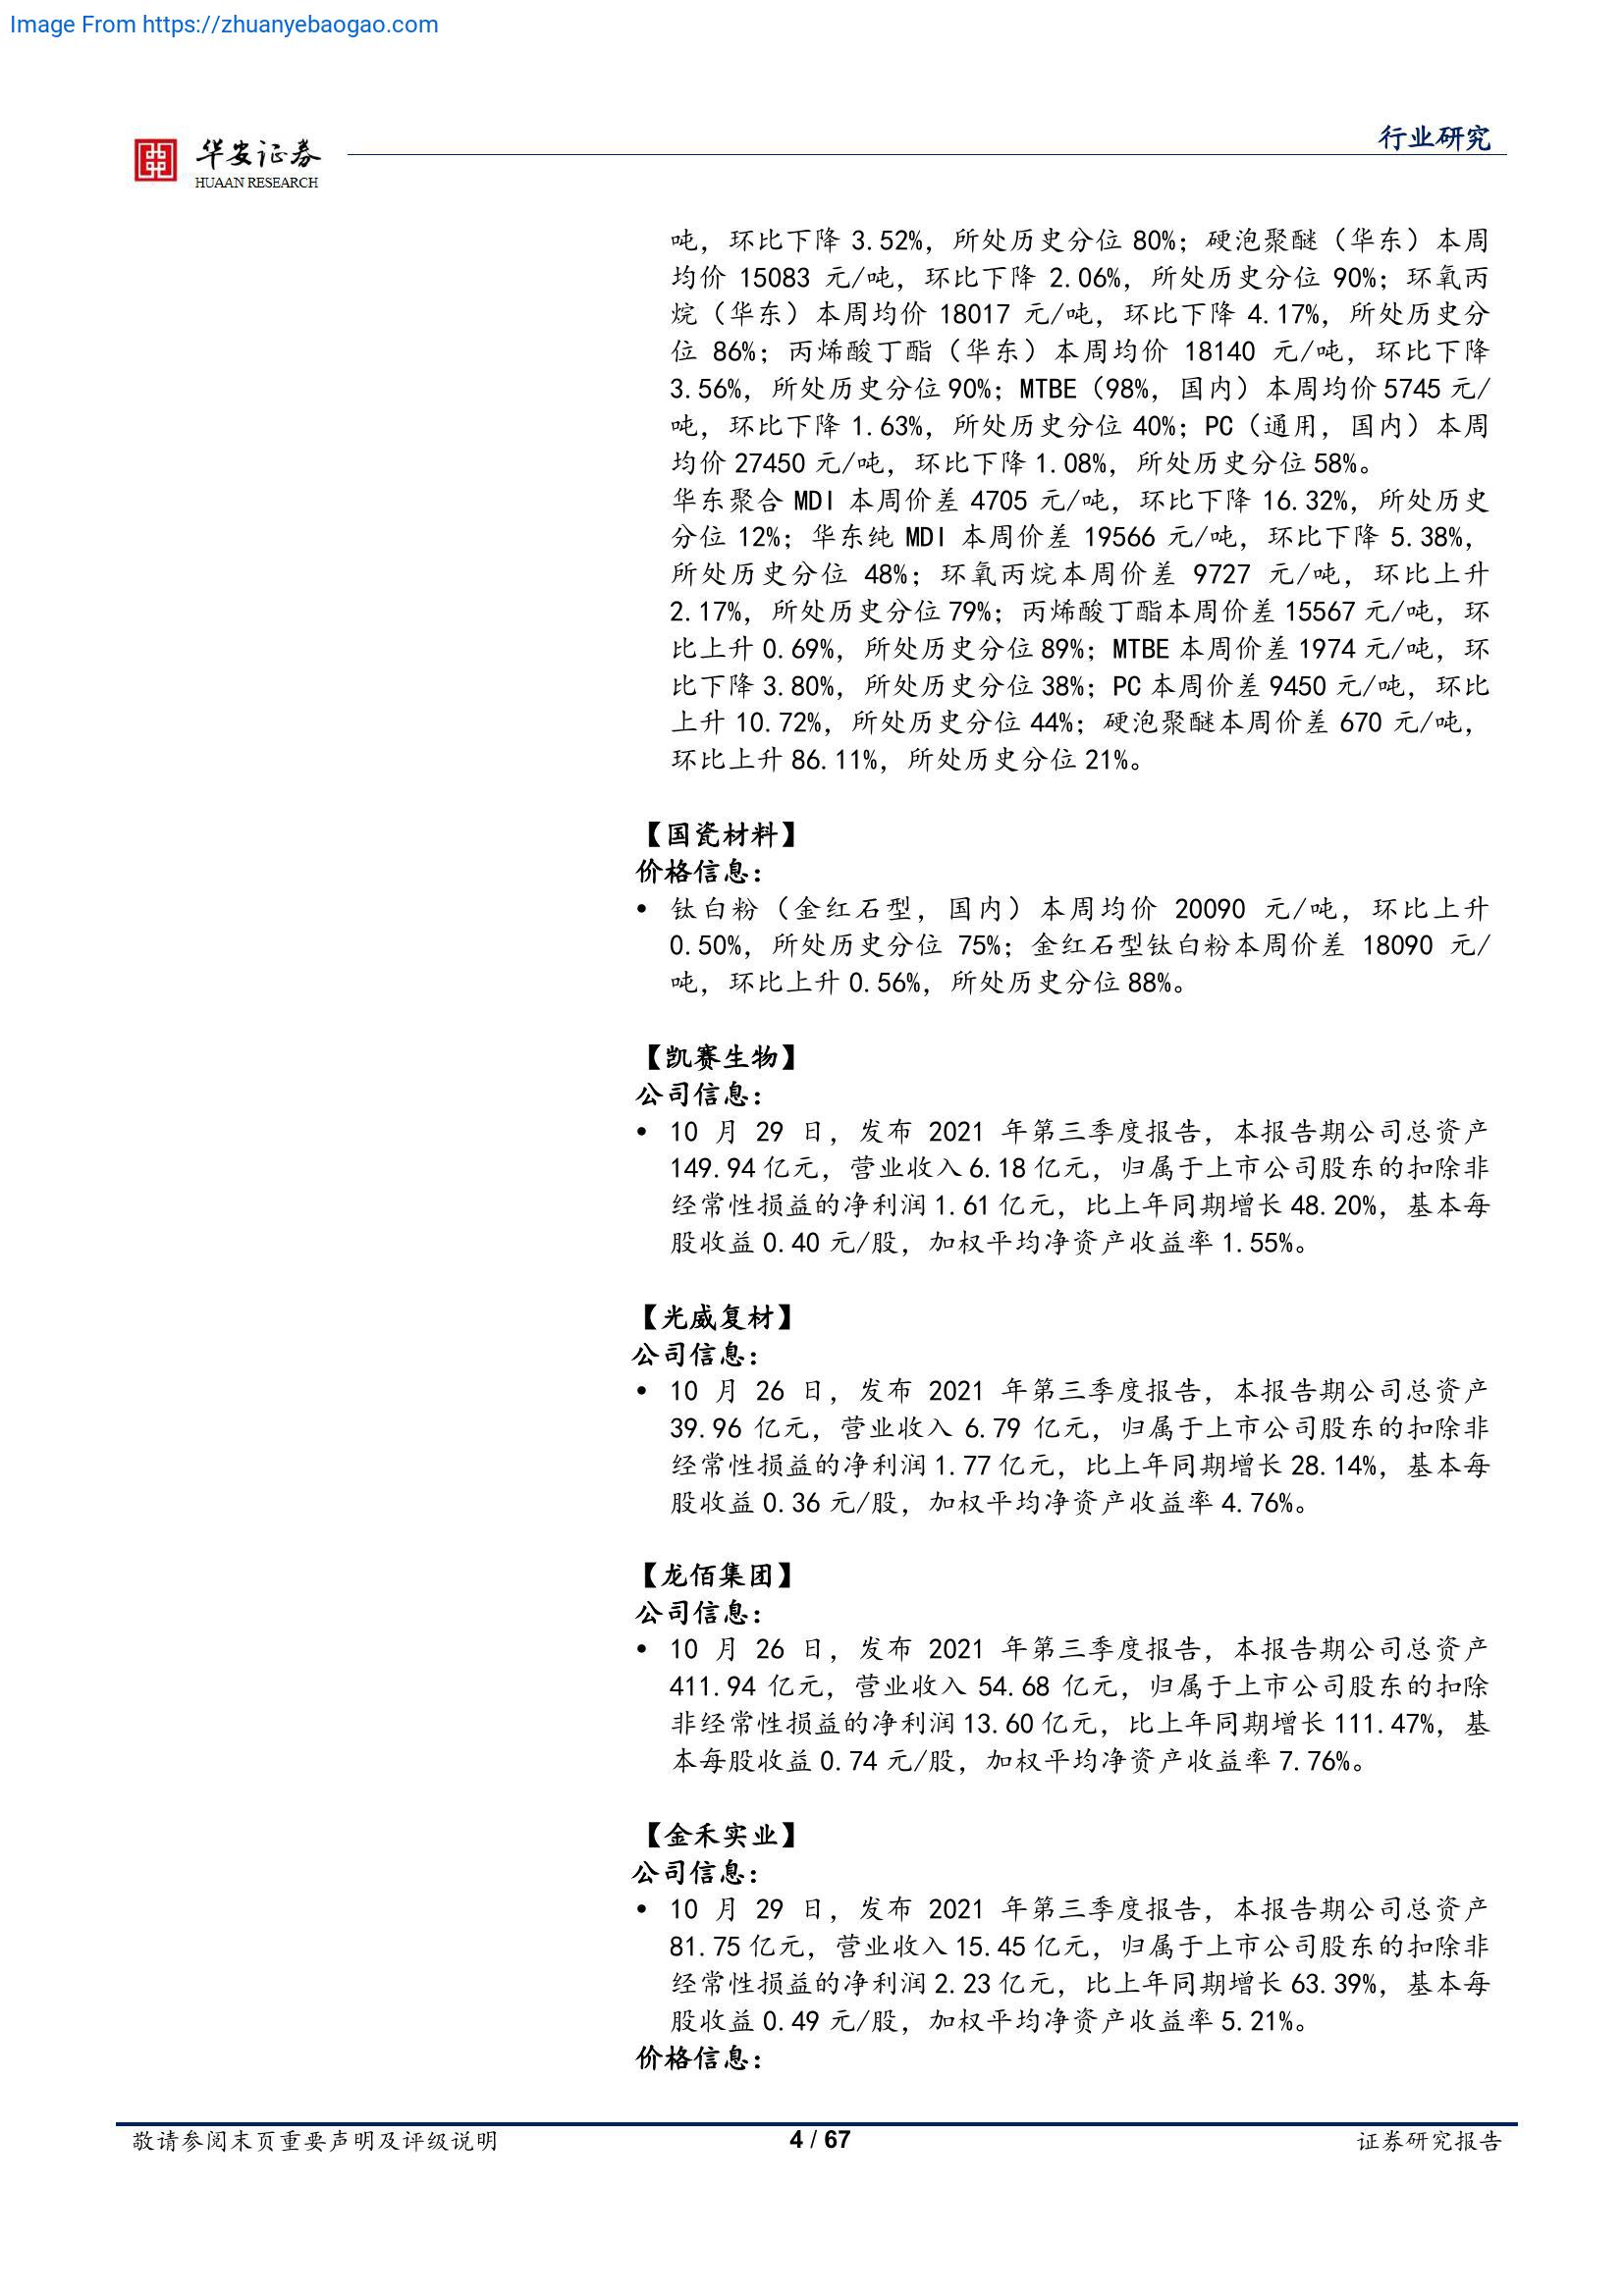 Image From https://zhuanyebaogao.com
华安证券
HUAAN RESEARCH
行业研究
吨，环比下降 3.52%，所处历史分位 80%；硬泡聚醚（华东）本周
均价 15083 元/吨，环比下降 2.06%，所处历史分位 90%；环氧丙
烷（华东）本周均价 18017 元/吨，环比下降 4.17%，所处历史分
位 86%；丙烯酸丁酯（华东）本周均价 18140 元/吨，环比下降
3.56%，所处历史分位 90%；MTBE（98%，国内）本周均价 5745 元/
吨，环比下降 1.63%，所处历史分位 40%；PC（通用，国内）本周
均价 27450 元/吨，环比下降 1.08%，所处历史分位 58%。
华东聚合 MDI 本周价差 4705 元/吨，环比下降 16.32%，所处历史
分位 12%；华东纯 MDI 本周价差 19566 元/吨，环比下降 5.38%，
所处历史分位 48%；环氧丙烷本周价差 9727 元/吨，环比上升
2.17%，所处历史分位 79%；丙烯酸丁酯本周价差 15567 元/吨，环
比上升 0.69%，所处历史分位 89%；MTBE 本周价差 1974 元/吨，环
比下降 3.80%，所处历史分位 38%；PC 本周价差 9450 元/吨，环比
上升 10.72%，所处历史分位 44%；硬泡聚醚本周价差 670 元/吨，
环比上升 86.11%，所处历史分位 21%。
【国瓷材料】
价格信息：
• 钛白粉（金红石型，国内）本周均价 20090 元/吨，环比上升
0.50%，所处历史分位 75%；金红石型钛白粉本周价差 18090 元/
吨，环比上升 0.56%，所处历史分位 88%。
【凯赛生物】
公司信息：
• 10 月 29 日，发布 2021 年第三季度报告，本报告期公司总资产
149.94 亿元，营业收入 6.18 亿元，归属于上市公司股东的扣除非
经常性损益的净利润 1.61 亿元，比上年同期增长 48.20%，基本每
股收益 0.40 元/股，加权平均净资产收益率 1.55%。
【光威复材】
公司信息：
• 10 月 26 日，发布 2021 年第三季度报告，本报告期公司总资产
39.96 亿元，营业收入 6.79 亿元，归属于上市公司股东的扣除非
经常性损益的净利润 1.77 亿元，比上年同期增长 28.14%，基本每
股收益 0.36 元/股，加权平均净资产收益率 4.76%。
【龙佰集团】
公司信息：
• 10 月 26 日，发布 2021 年第三季度报告，本报告期公司总资产
411.94 亿元，营业收入 54.68 亿元，归属于上市公司股东的扣除
非经常性损益的净利润 13.60 亿元，比上年同期增长 111.47%，基
本每股收益 0.74 元/股，加权平均净资产收益率 7.76%。
【金禾实业】
公司信息：
• 10 月 29 日，发布 2021 年第三季度报告，本报告期公司总资产
81.75 亿元，营业收入 15.45 亿元，归属于上市公司股东的扣除非
经常性损益的净利润 2.23 亿元，比上年同期增长 63.39%，基本每
股收益 0.49 元/股，加权平均净资产收益率 5.21%。
价格信息：
敬请参阅末页重要声明及评级说明
4 / 67
证券研究报告